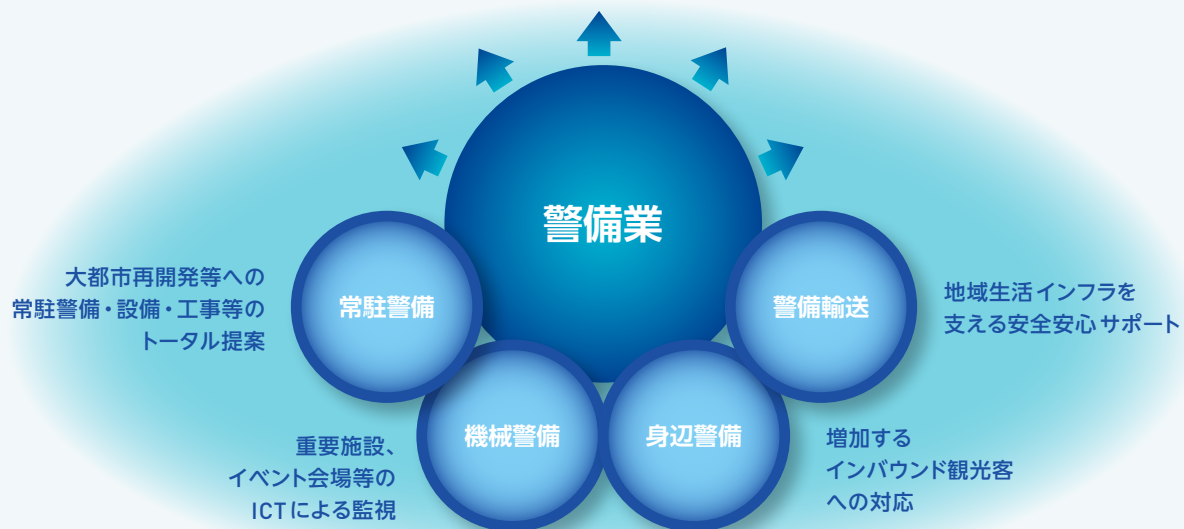 警備業
大都市再開発等への
常駐警備・設備・工事等の
トータル提案
常駐警備
警備輸送
地域生活インフラを
支える安全安心サポート
重要施設、
イベント会場等の
ICTによる監視
機械警備
身辺警備
増加する
インバウンド観光客
への対応